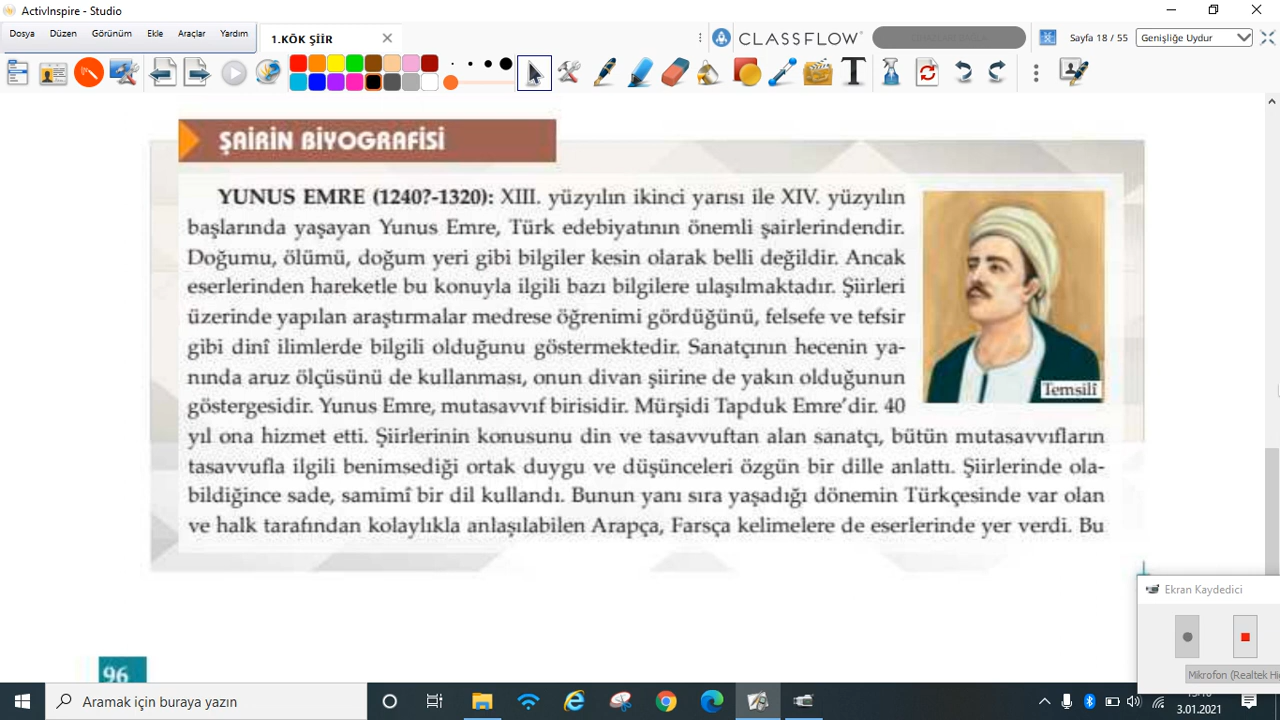 ActivInspire - Studio
Dosya Düzen Görünüm Ekle Araçlar Yardım
1.KÖK ŞİİR
CLASSFLOW
Sayfa 18 / 55
Genişliğe Uydur
ŞAİRİN BİYOGRAFİSİ
YUNUS EMRE (1240?-1320): XIII. yüzyılın ikinci yarısı ile XIV. yüzyılın
başlarında yaşayan Yunus Emre, Türk edebiyatının önemli şairlerindendir.
Doğumu, ölümü, doğum yeri gibi bilgiler kesin olarak belli değildir. Ancak
eserlerinden hareketle bu konuyla ilgili bazı bilgilere ulaşılmaktadır. Şiirleri
üzerinde yapılan araştırmalar medrese öğrenimi gördüğünü, felsefe ve tefsir
gibi dinî ilimlerde bilgili olduğunu göstermektedir. Sanatçının hecenin ya-
nında aruz ölçüsünü de kullanması, onun divan şiirine de yakın olduğunun
göstergesidir. Yunus Emre, mutasavvıf birisidir. Mürşidi Tapduk Emre'dir. 40
yıl ona hizmet etti. Şiirlerinin konusunu din ve tasavvuftan alan sanatçı, bütün mutasavvıfların
tasavvufla ilgili benimsediği ortak duygu ve düşünceleri özgün bir dille anlattı. Şiirlerinde ola-
bildiğince sade, samimî bir dil kullandı. Bunun yanı sıra yaşadığı dönemin Türkçesinde var olan
ve halk tarafından kolaylıkla anlaşılabilen Arapça, Farsça kelimelere de eserlerinde yer verdi. Bu
Temsilî
96
Ekran Kaydedici
Mikrofon (Realtek Hi
Aramak için buraya yazın
3.01.2021